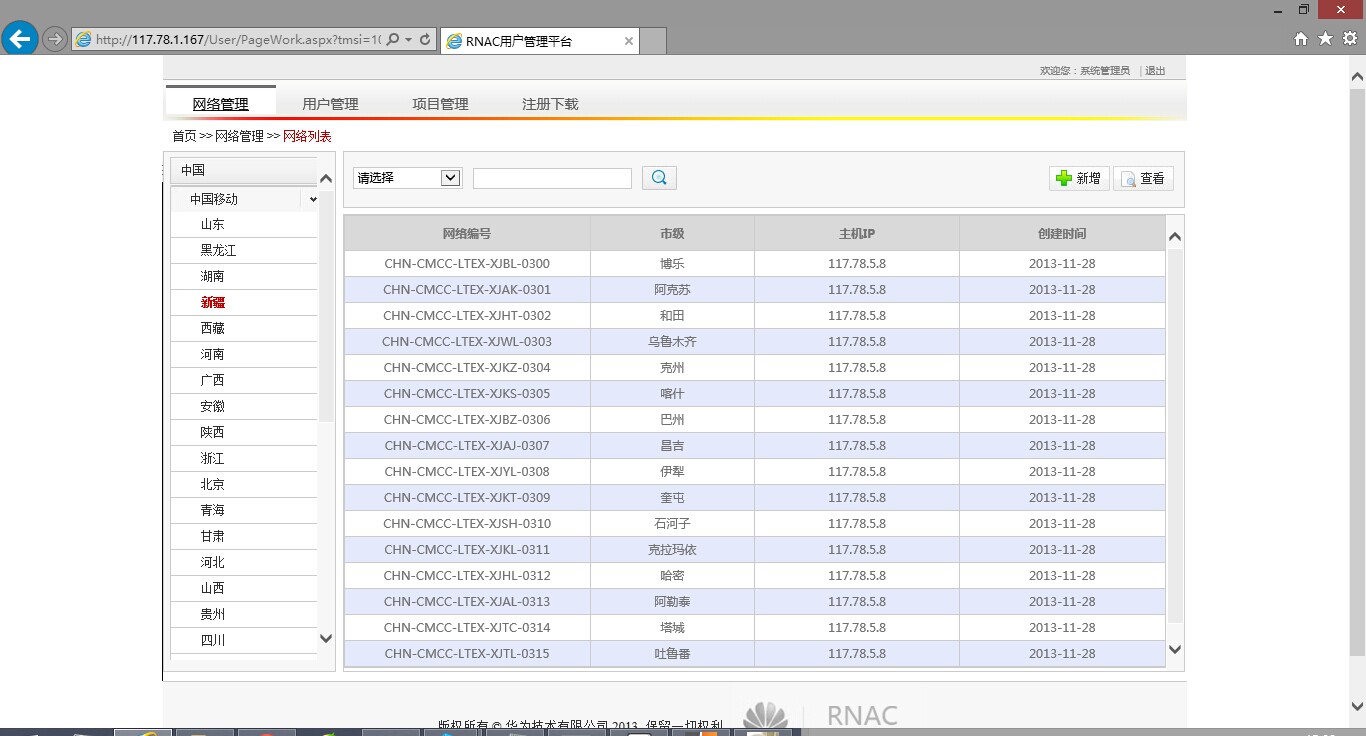 http://117.78.1.167/User/PageWork.aspx?tmsi=1( RNAC用户管理平台
欢迎您：系统管理员 | 退出
网络管理 用户管理 项目管理 注册下载
首页 >> 网络管理 >> 网络列表
中国
中国移动
山东
黑龙江
湖南
新疆
西藏
河南
广西
安徽
陕西
浙江
北京
青海
甘肃
河北
山西
贵州
四川
请选择 新增 查看
网络编号 市级 主机IP 创建时间
CHN-CMCC-LTEX-XJBL-0300 博乐 117.78.5.8 2013-11-28
CHN-CMCC-LTEX-XJAK-0301 阿克苏 117.78.5.8 2013-11-28
CHN-CMCC-LTEX-XJHT-0302 和田 117.78.5.8 2013-11-28
CHN-CMCC-LTEX-XJWL-0303 乌鲁木齐 117.78.5.8 2013-11-28
CHN-CMCC-LTEX-XJKZ-0304 克州 117.78.5.8 2013-11-28
CHN-CMCC-LTEX-XJKS-0305 喀什 117.78.5.8 2013-11-28
CHN-CMCC-LTEX-XJBZ-0306 巴州 117.78.5.8 2013-11-28
CHN-CMCC-LTEX-XJAJ-0307 昌吉 117.78.5.8 2013-11-28
CHN-CMCC-LTEX-XJYL-0308 伊犁 117.78.5.8 2013-11-28
CHN-CMCC-LTEX-XJKT-0309 奎屯 117.78.5.8 2013-11-28
CHN-CMCC-LTEX-XJSH-0310 石河子 117.78.5.8 2013-11-28
CHN-CMCC-LTEX-XJKL-0311 克拉玛依 117.78.5.8 2013-11-28
CHN-CMCC-LTEX-XJHL-0312 哈密 117.78.5.8 2013-11-28
CHN-CMCC-LTEX-XJAL-0313 阿勒泰 117.78.5.8 2013-11-28
CHN-CMCC-LTEX-XJTC-0314 塔城 117.78.5.8 2013-11-28
CHN-CMCC-LTEX-XJTL-0315 吐鲁番 117.78.5.8 2013-11-28
版权所有 © 华为技术有限公司 2013. 保留一切权利 RNAC